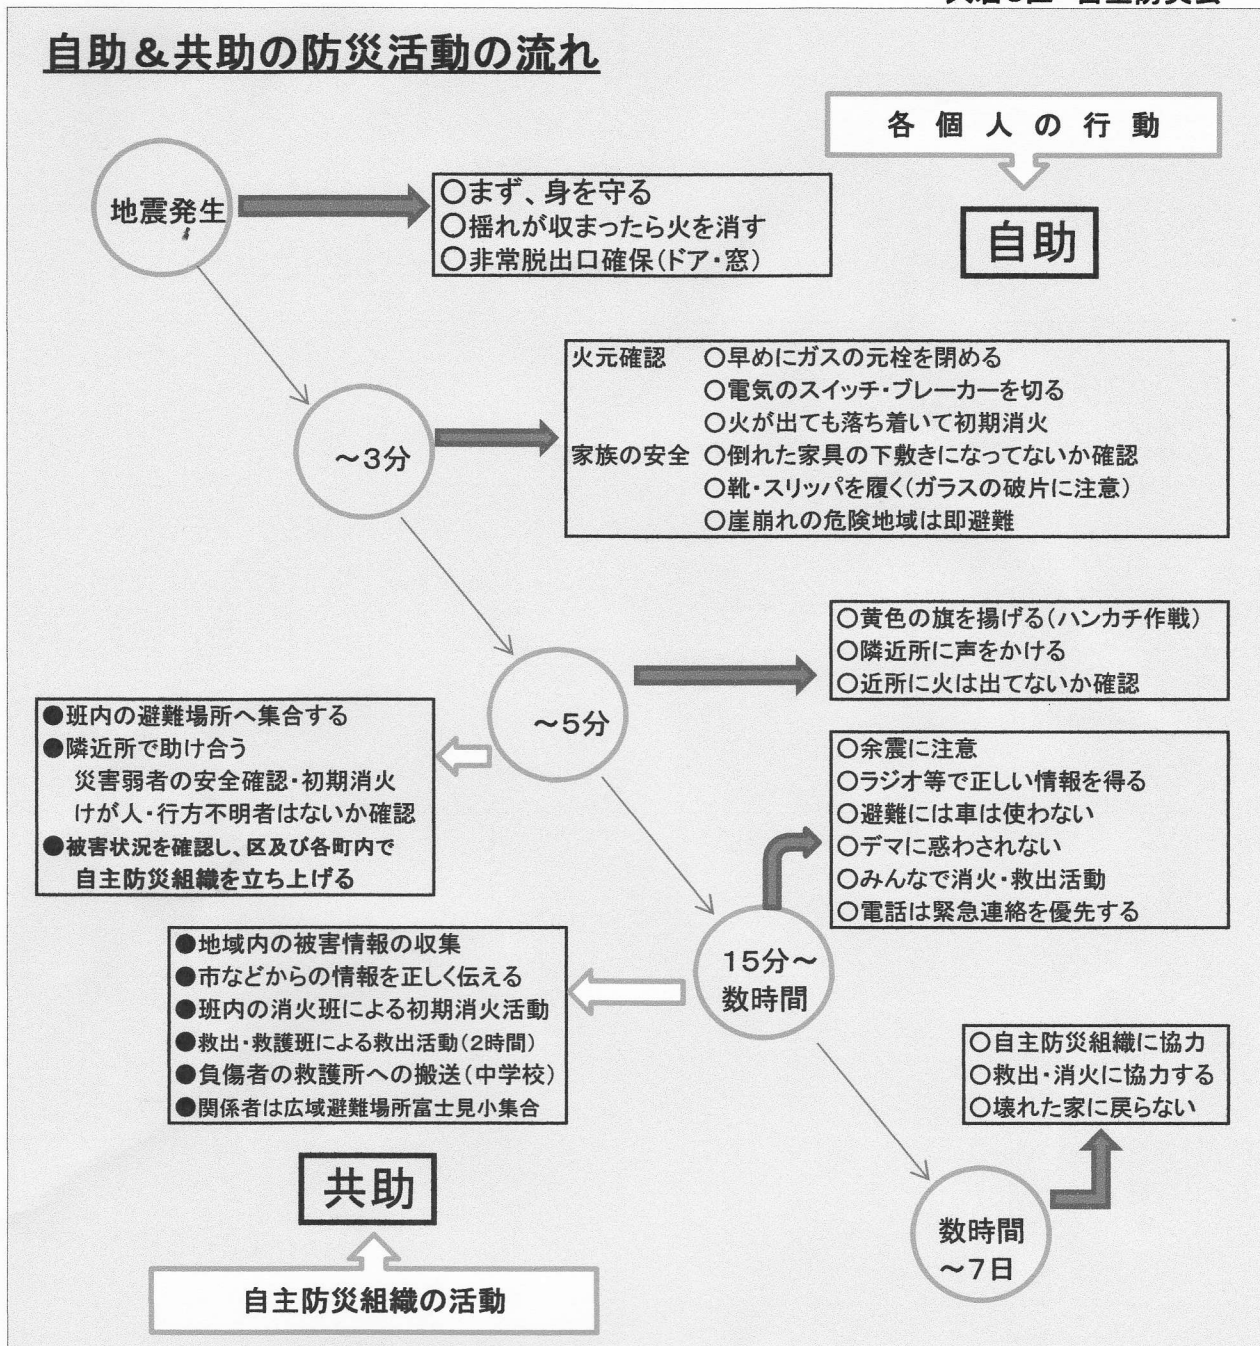 自主防災会
自助＆共助の防災活動の流れ
各個人の行動
自助
地震発生
○まず、身を守る
○揺れが収まったら火を消す
○非常脱出口確保(ドア・窓)
～3分
火元確認 ○早めにガスの元栓を閉める
○電気のスイッチ・ブレーカーを切る
○火が出ても落ち着いて初期消火
家族の安全 ○倒れた家具の下敷きになってないか確認
○靴・スリッパを履く(ガラスの破片に注意)
○崖崩れの危険地域は即避難
～5分
○黄色の旗を揚げる(ハンカチ作戦)
○隣近所に声をかける
○近所に火は出てないか確認
●班内の避難場所へ集合する
●隣近所で助け合う
災害弱者の安全確認・初期消火
けが人・行方不明者はないか確認
●被害状況を確認し、区及び各町内で
自主防災組織を立ち上げる
15分～
数時間
○余震に注意
○ラジオ等で正しい情報を得る
○避難には車は使わない
○デマに惑わされない
○みんなで消火・救出活動
○電話は緊急連絡を優先する
●地域内の被害情報の収集
●市などからの情報を正しく伝える
●班内の消火班による初期消火活動
●救出・救護班による救出活動(2時間)
●負傷者の救護所への搬送(中学校)
●関係者は広域避難場所富士見小集合
数時間
～7日
○自主防災組織に協力
○救出・消火に協力する
○壊れた家に戻らない
共助
自主防災組織の活動